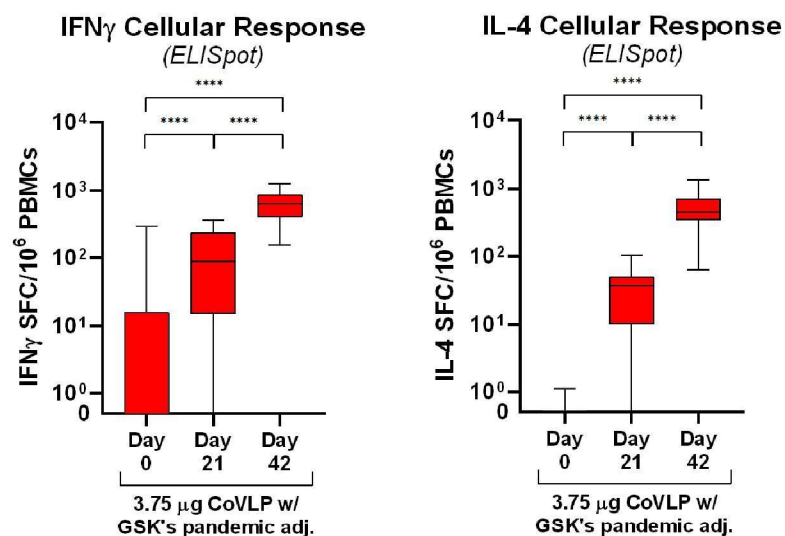 IFNγ Cellular Response
(ELISpot)
****
**** ****
IFNγ SFC/10⁶ PBMCs
10⁴
10³
10²
10¹
10⁰
0
Day 0
Day 21
Day 42
3.75 μg CoVLP w/
GSK's pandemic adj.
IL-4 Cellular Response
(ELISpot)
****
**** ****
IL-4 SFC/10⁶ PBMCs
10⁴
10³
10²
10¹
10⁰
0
Day 0
Day 21
Day 42
3.75 μg CoVLP w/
GSK's pandemic adj.